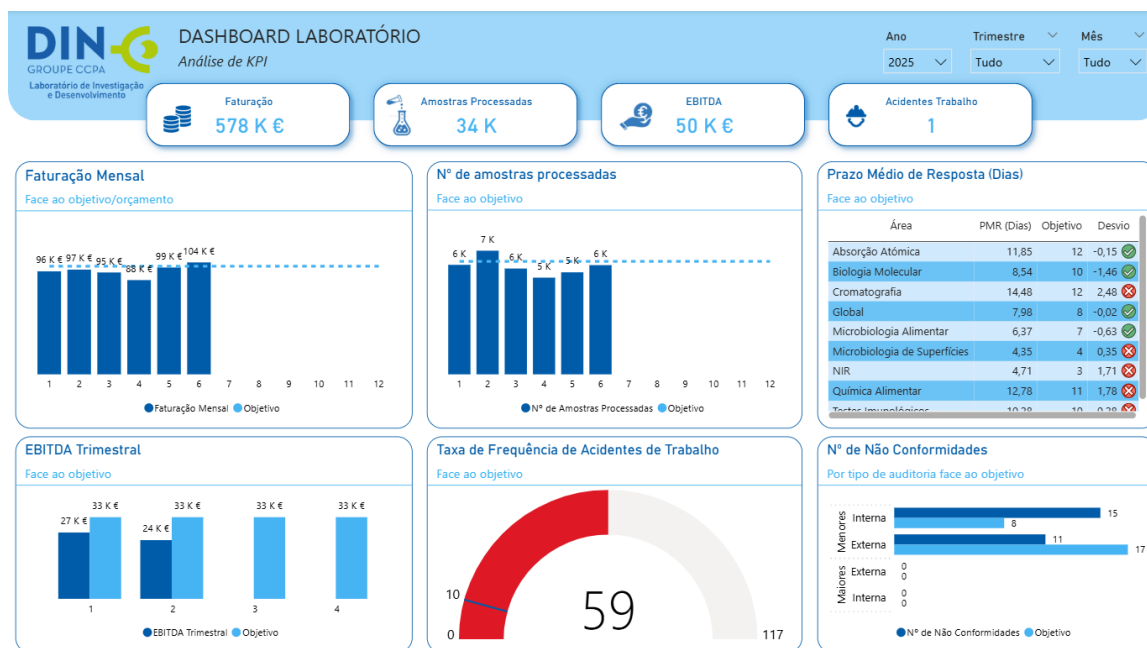 DIN
GROUPE CCPA
Laboratório de Investigação
e Desenvolvimento
DASHBOARD LABORATÓRIO
Análise de KPI
Ano
2025
Trimestre
Tudo
Mês
Tudo
Faturação
578 K €
Amostras Processadas
34 K
EBITDA
50 K €
Acidentes Trabalho
1
Faturação Mensal
Face ao objetivo/orçamento
96 K € 97 K € 95 K € 88 K € 99 K € 104 K €
1 2 3 4 5 6 7 8 9 10 11 12
Faturação Mensal Objetivo
Nº de amostras processadas
Face ao objetivo
6 K 7 K 6 K 5 K 5 K 6 K
1 2 3 4 5 6 7 8 9 10 11 12
Nº de Amostras Processadas Objetivo
Prazo Médio de Resposta (Dias)
Face ao objetivo
Área PMR (Dias) Objetivo Desvio
Absorção Atómica 11,85 12 -0,15
Biologia Molecular 8,54 10 -1,46
Cromatografia 14,48 12 2,48
Global 7,98 8 -0,02
Microbiologia Alimentar 6,37 7 -0,63
Microbiologia de Superfícies 4,35 4 0,35
NIR 4,71 3 1,71
Química Alimentar 12,78 11 1,78
Testes Imunológicos 10,28 10 0,28
EBITDA Trimestral
Face ao objetivo
27 K € 33 K € 24 K € 33 K € 33 K € 33 K €
1 2 3 4
EBITDA Trimestral Objetivo
Taxa de Frequência de Acidentes de Trabalho
Face ao objetivo
10
59
0 117
Nº de Não Conformidades
Por tipo de auditoria face ao objetivo
Menores
Interna 15
8
Externa 11
17
Maiores
Externa 0
0
Interna 0
0
Nº de Não Conformidades Objetivo